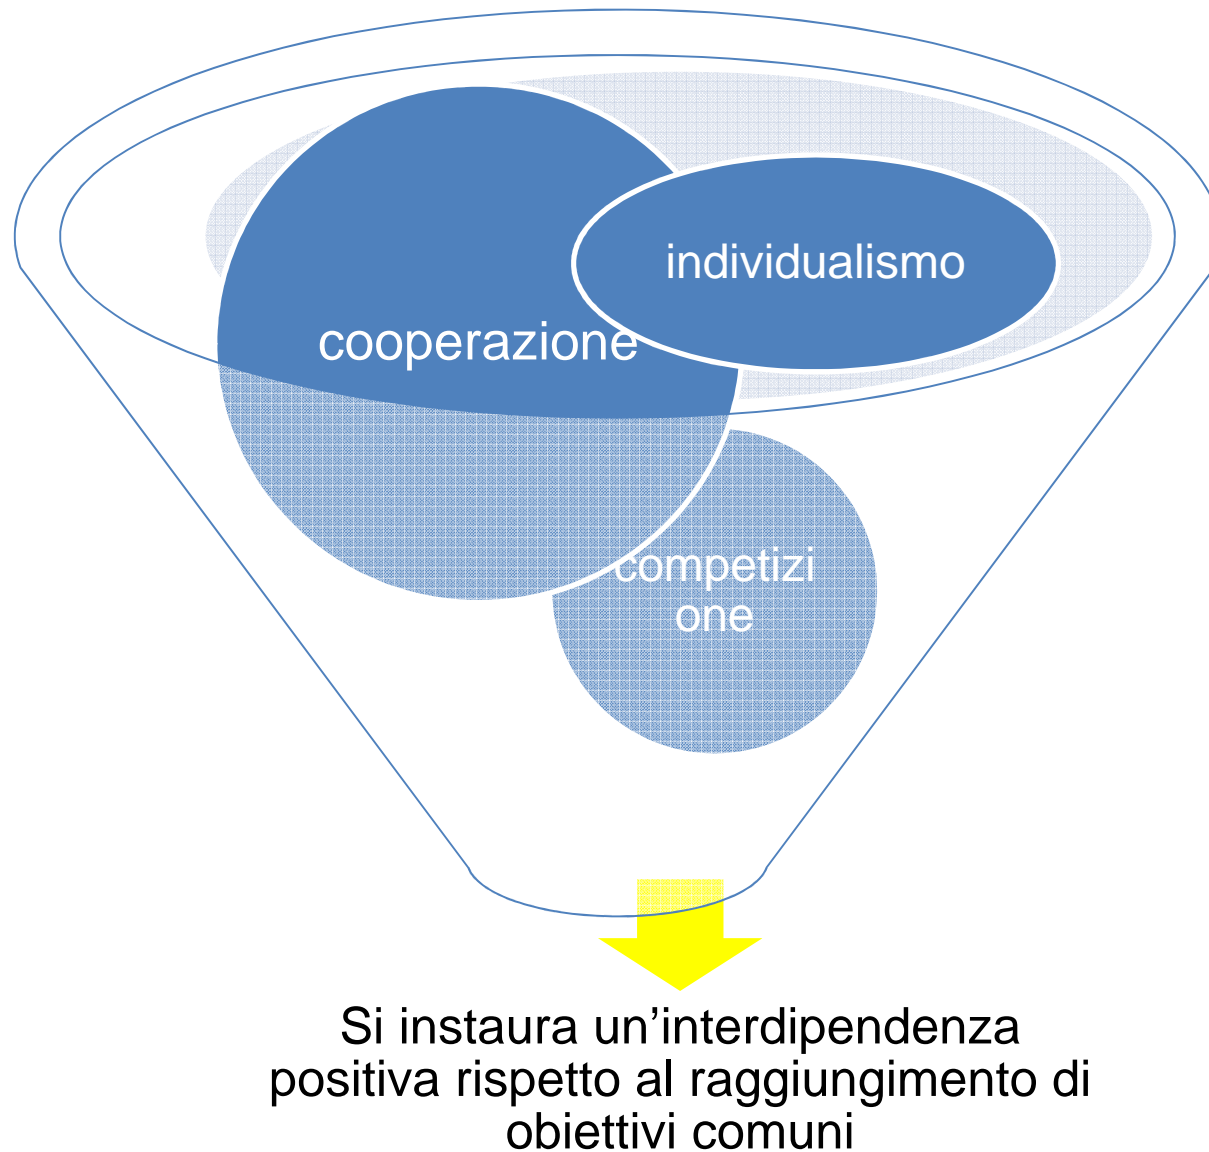 individualismo
cooperazione
competizi
one
Si instaura un’interdipendenza
positiva rispetto al raggiungimento di
obiettivi comuni